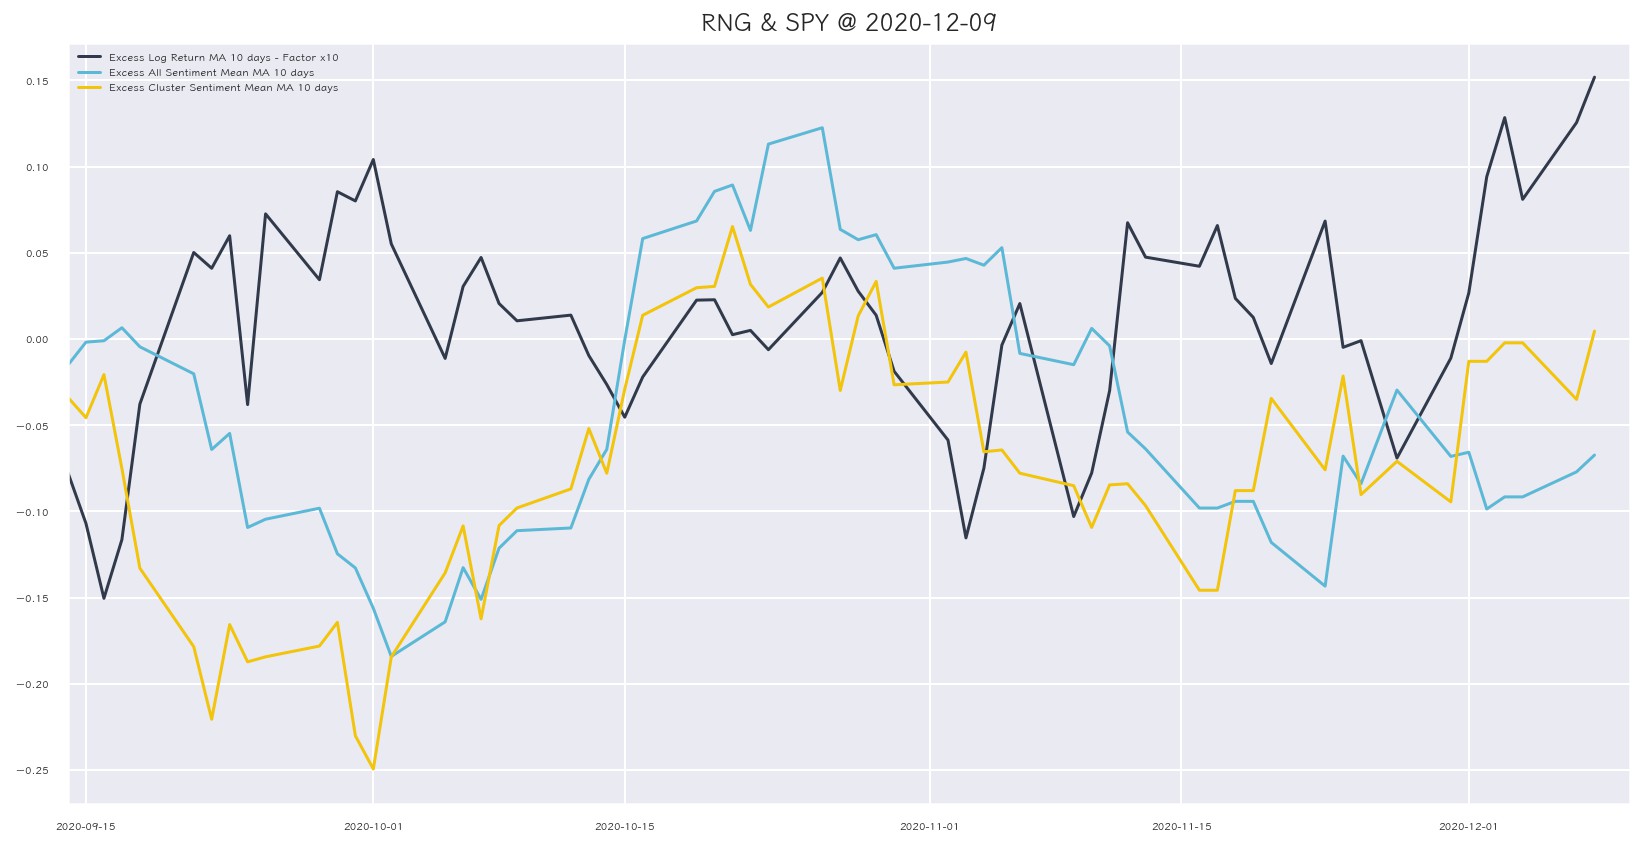 RNG & SPY @ 2020-12-09
Excess Log Return MA 10 days - Factor x10
Excess All Sentiment Mean MA 10 days
Excess Cluster Sentiment Mean MA 10 days
0.15
0.10
0.05
0.00
−0.05
−0.10
−0.15
−0.20
−0.25
2020-09-15 2020-10-01 2020-10-15 2020-11-01 2020-11-15 2020-12-01